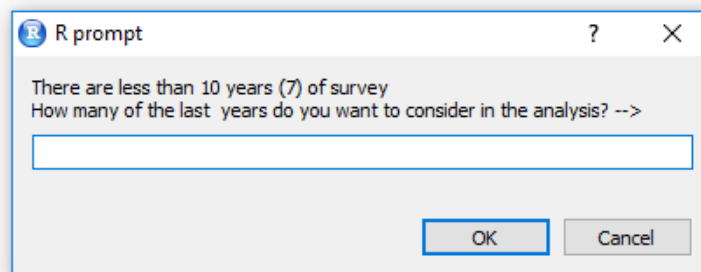 R prompt
?
There are less than 10 years (7) of survey
How many of the last  years do you want to consider in the analysis? -->
OK
Cancel